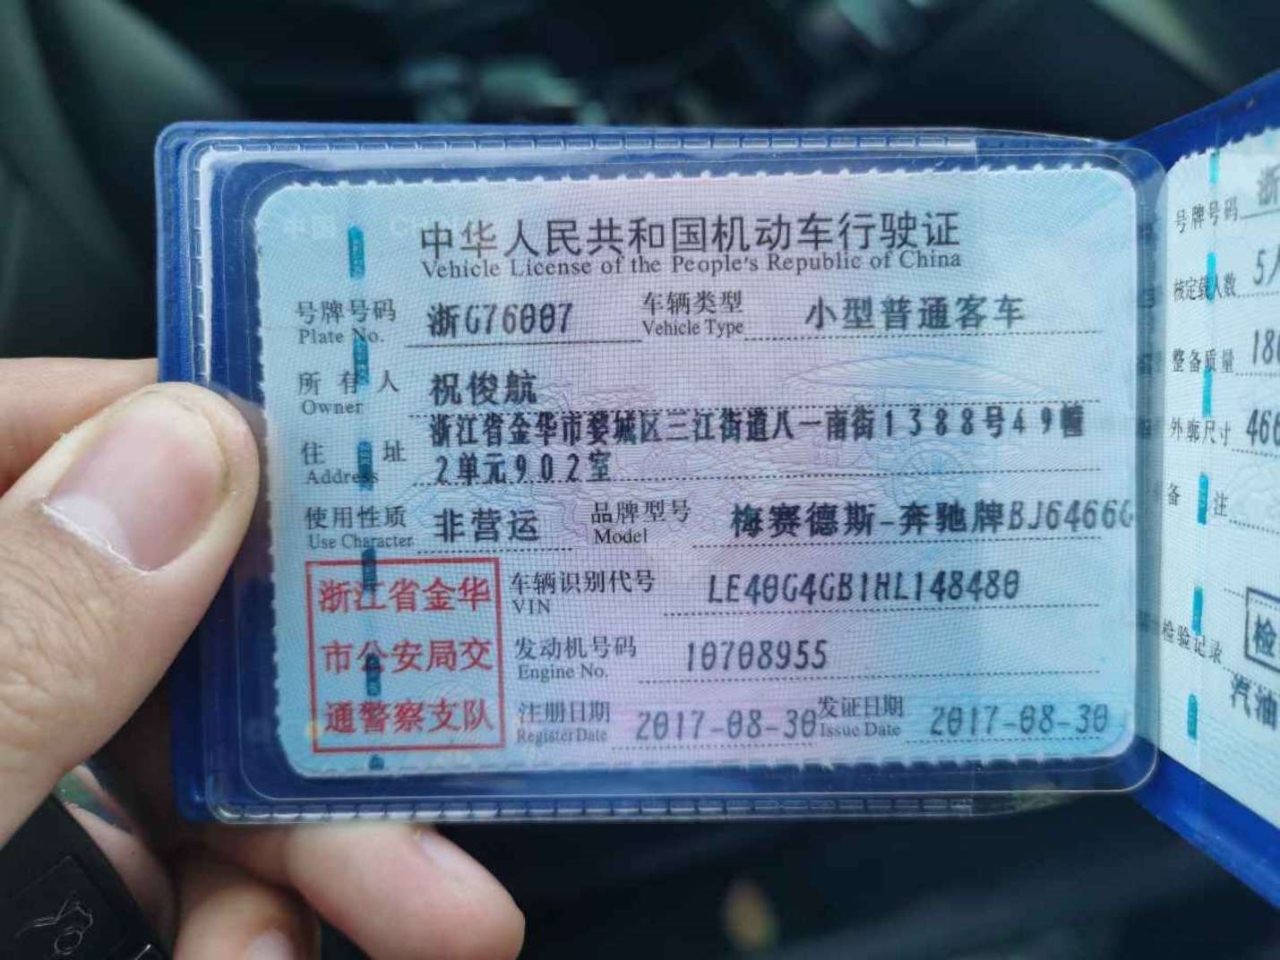 中华人民共和国机动车行驶证
Vehicle License of the People's Republic of China
号牌号码 浙G76007 车辆类型 小型普通客车
Plate No. Vehicle Type
所有人 祝俊航
Owner
住址 浙江省金华市婺城区三江街道八一南街1388号49幢
Address 2单元902室
使用性质 非营运 品牌型号 梅赛德斯-奔驰牌BJ6466G
Use Character Model
浙江省金华
市公安局交
通警察支队
车辆识别代号 LE40G4GB1HL148480
VIN
发动机号码 10708955
Engine No.
注册日期 2017-08-30 发证日期 2017-08-30
Register Date Issue Date
号牌号码 浙
核定载人数 5人
整备质量 180
外廓尺寸 466
备注
检验记录 检
汽油